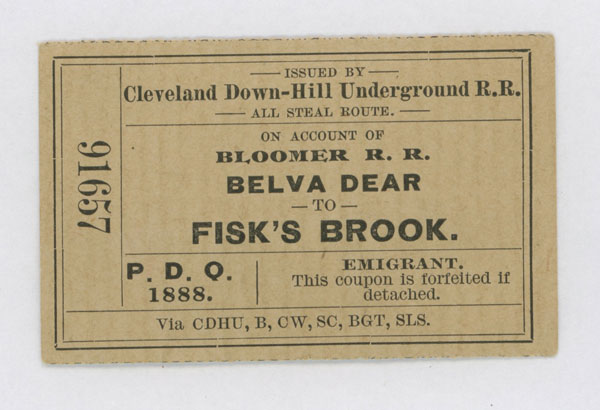 91657
— ISSUED BY —
Cleveland Down-Hill Underground R.R.
— ALL STEAL ROUTE. —
ON ACCOUNT OF
BLOOMER R. R.
BELVA DEAR
— TO —
FISK'S BROOK.
P. D. Q.
1888.
EMIGRANT.
This coupon is forfeited if
detached.
Via CDHU, B, CW, SC, BGT, SLS.